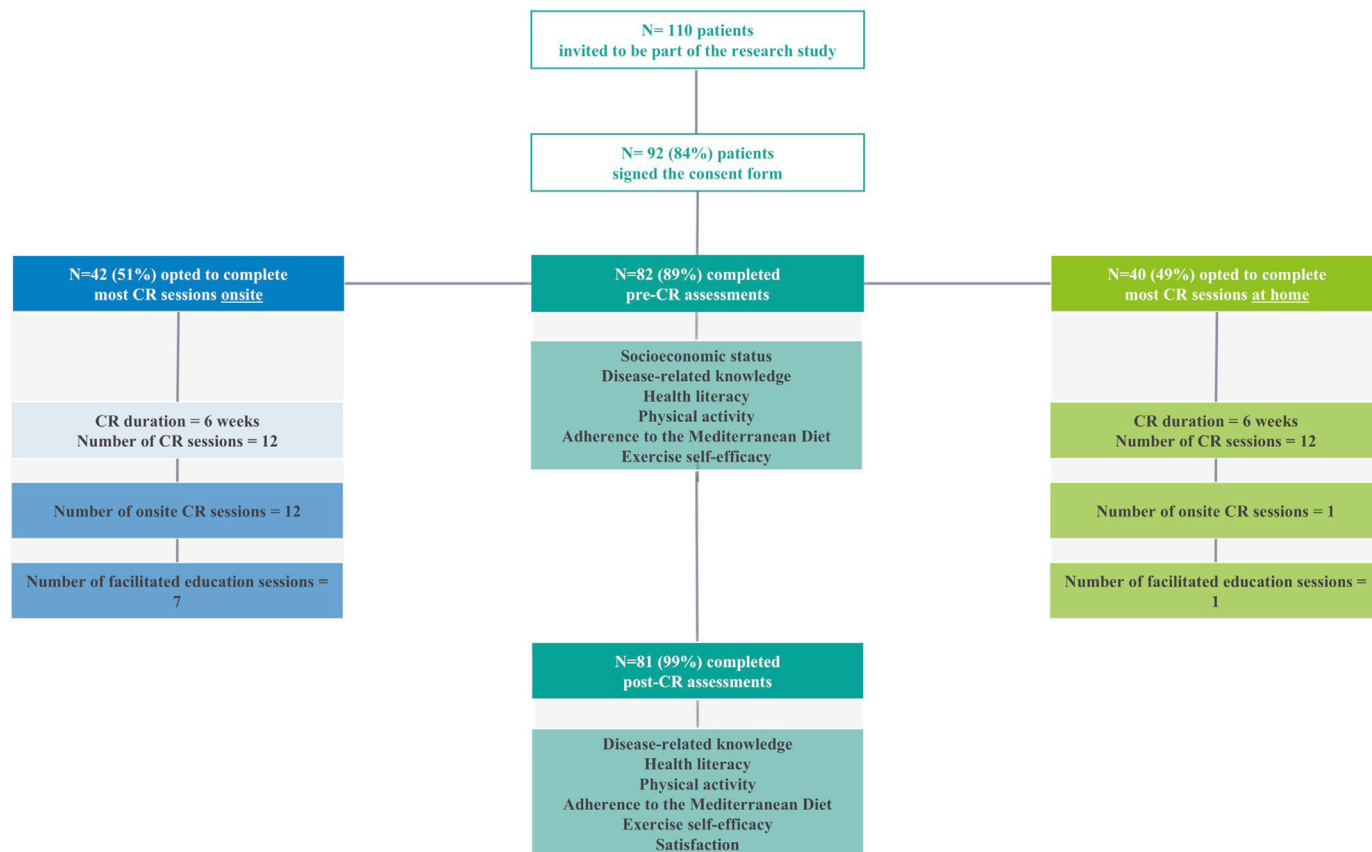 N= 110 patients
invited to be part of the research study
N= 92 (84%) patients
signed the consent form
N=42 (51%) opted to complete
most CR sessions onsite
N=82 (89%) completed
pre-CR assessments
N=40 (49%) opted to complete
most CR sessions at home
Socioeconomic status
Disease-related knowledge
Health literacy
Physical activity
Adherence to the Mediterranean Diet
Exercise self-efficacy
CR duration = 6 weeks
Number of CR sessions = 12
Number of onsite CR sessions = 12
Number of facilitated education sessions =
7
CR duration = 6 weeks
Number of CR sessions = 12
Number of onsite CR sessions = 1
Number of facilitated education sessions =
1
N=81 (99%) completed
post-CR assessments
Disease-related knowledge
Health literacy
Physical activity
Adherence to the Mediterranean Diet
Exercise self-efficacy
Satisfaction